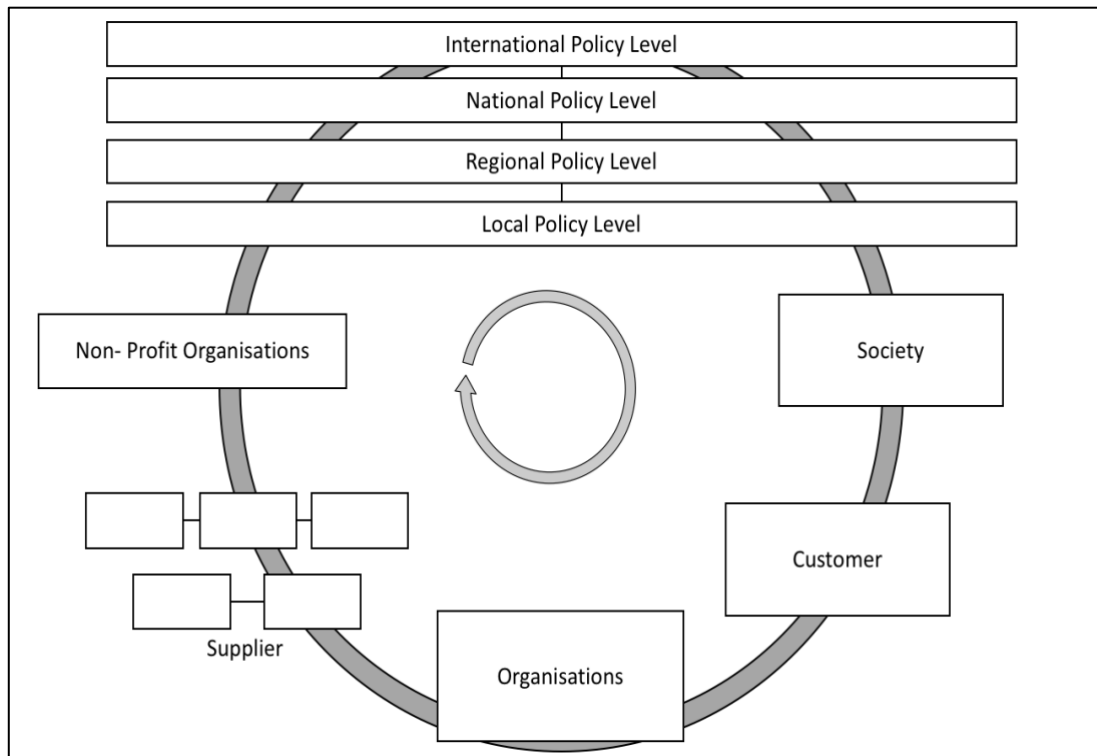 International Policy Level
National Policy Level
Regional Policy Level
Local Policy Level
Non- Profit Organisations
Society
Customer
Supplier
Organisations